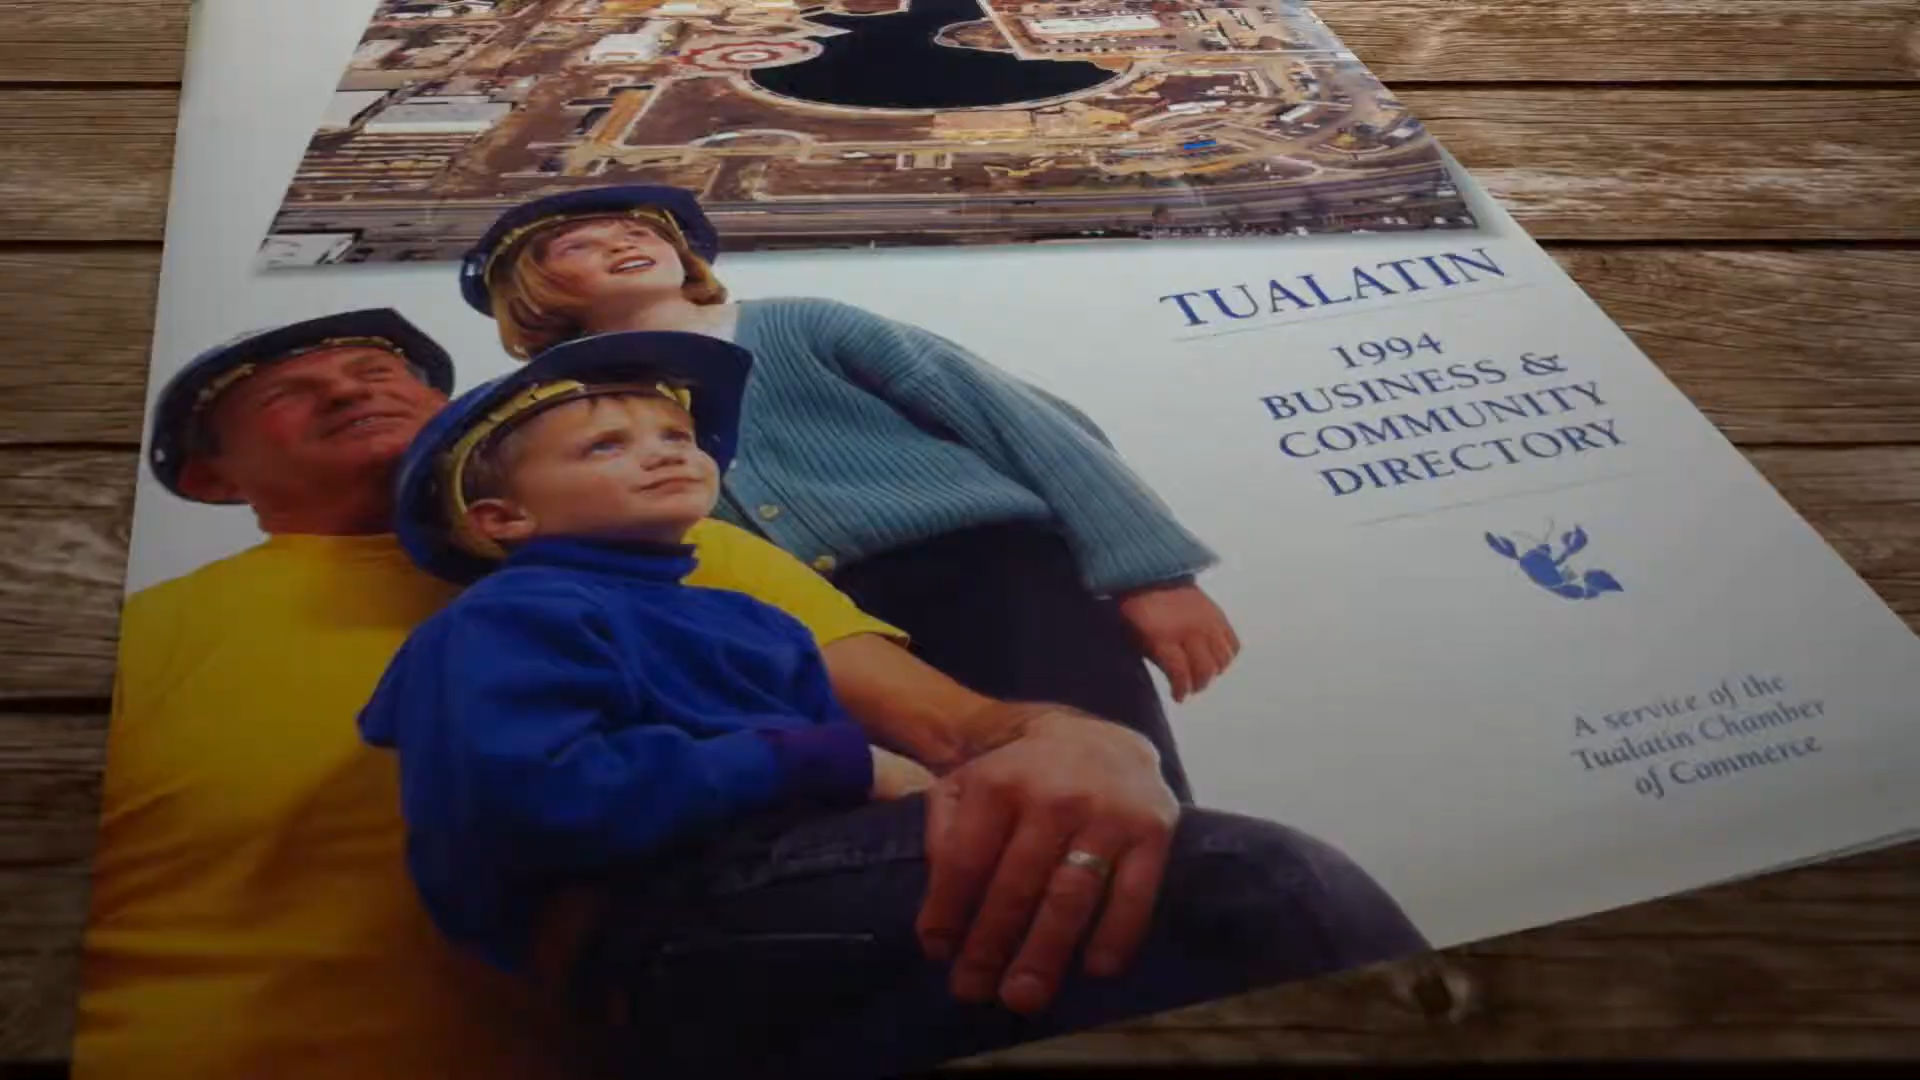 TUALATIN
1994
BUSINESS &
COMMUNITY
DIRECTORY
A service of the
Tualatin Chamber
of Commerce